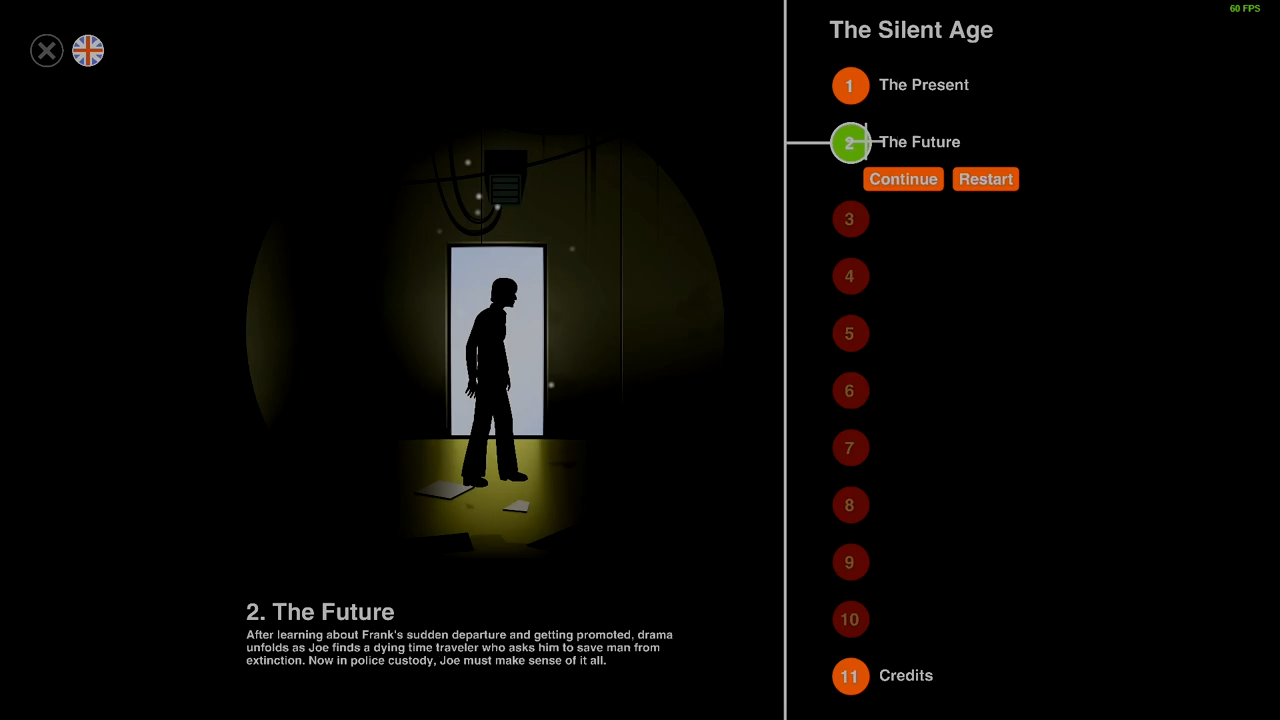 60 FPS
The Silent Age
1 The Present
2 The Future
Continue Restart
3
4
5
6
7
8
9
10
11 Credits
2. The Future
After learning about Frank's sudden departure and getting promoted, drama
unfolds as Joe finds a dying time traveler who asks him to save man from
extinction. Now in police custody, Joe must make sense of it all.